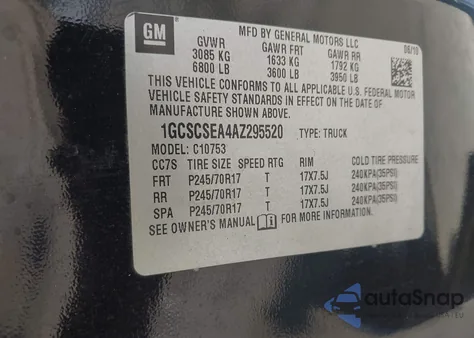 GM
MFD BY GENERAL MOTORS LLC
06/10
GVWR GAWR FRT GAWR RR
3085 KG 1633 KG 1792 KG
6800 LB 3600 LB 3950 LB
THIS VEHICLE CONFORMS TO ALL APPLICABLE U.S. FEDERAL MOTOR
VEHICLE SAFETY STANDARDS IN EFFECT ON THE DATE OF
MANUFACTURE SHOWN ABOVE.
1GCSCSEA4AZ295520 TYPE: TRUCK
MODEL: C10753
CC7S TIRE SIZE SPEED RTG RIM COLD TIRE PRESSURE
FRT P245/70R17 T 17X7.5J 240KPA(35PSI)
RR P245/70R17 T 17X7.5J 240KPA(35PSI)
SPA P245/70R17 T 17X7.5J 240KPA(35PSI)
SEE OWNER'S MANUAL FOR MORE INFORMATION.
autoSnap